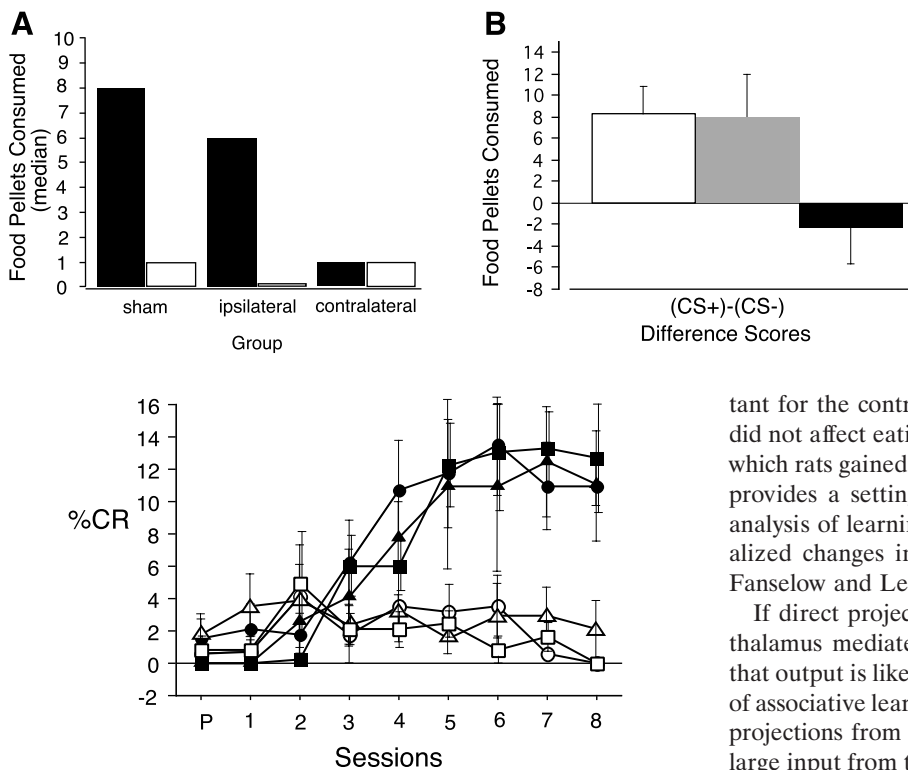 A
10
9
8
7
6
5
4
3
2
1
0
Food Pellets Consumed
(median)
sham ipsilateral contralateral
Group
B
14
12
10
8
6
4
2
0
-2
-4
-6
-8
Food Pellets Consumed
(CS+)-(CS-)
Difference Scores
16
14
12
10
8
6
4
2
0
-2
%CR
P 1 2 3 4 5 6 7 8
Sessions
tant for the contr
did not affect eati
which rats gained
provides a settin
analysis of learni
alized changes in
Fanselow and Le
If direct projec
thalamus mediate
that output is like
of associative lear
projections from
large input from t